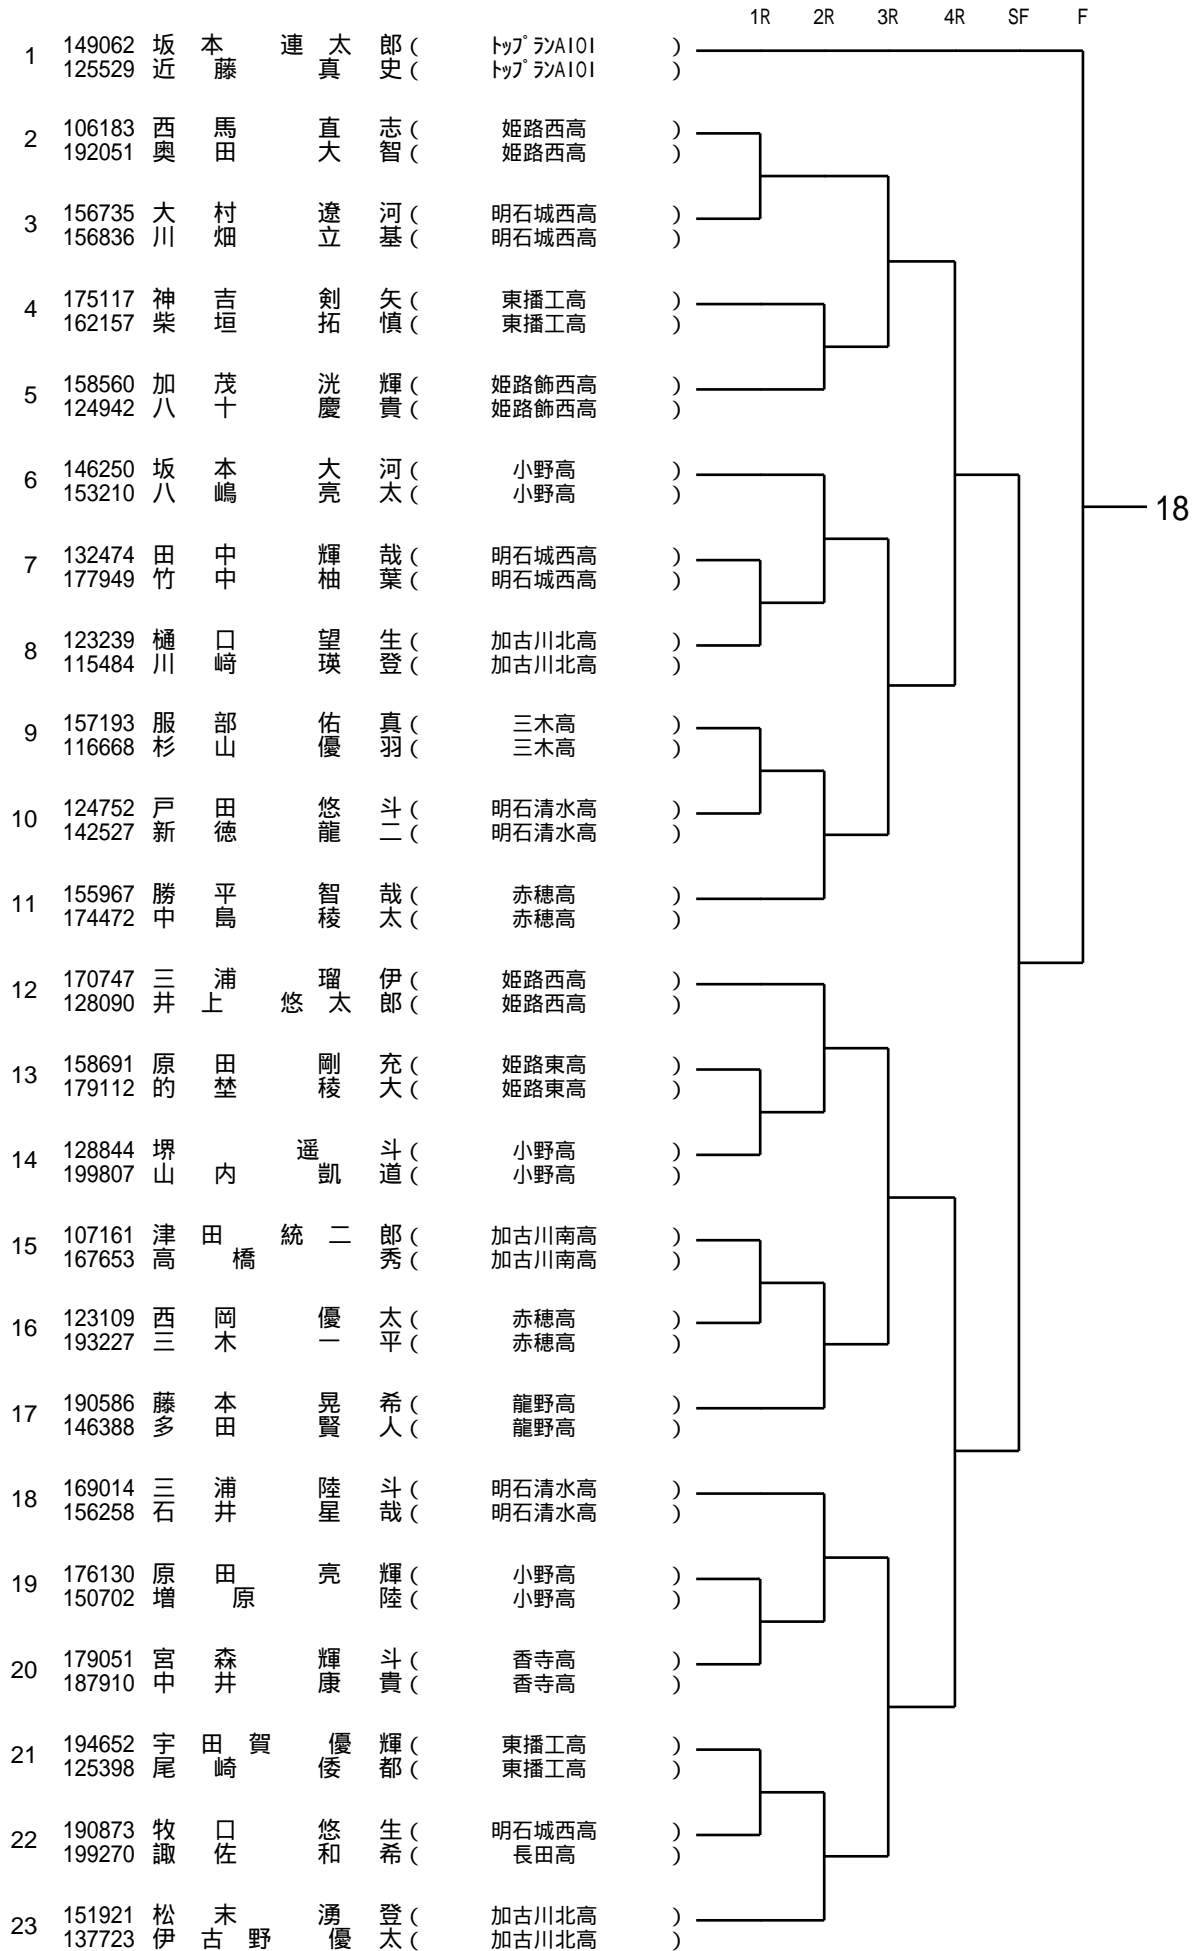 1R 2R 3R 4R SF F
1 149062 坂本 連太郎 ( トップランAIOI )
125529 近藤 真史 ( トップランAIOI )
2 106183 西馬 直志 ( 姫路西高 )
192051 奥田 大智 ( 姫路西高 )
3 156735 大村 遼河 ( 明石城西高 )
156836 川畑 立基 ( 明石城西高 )
4 175117 神吉 剣矢 ( 東播工高 )
162157 柴垣 拓慎 ( 東播工高 )
5 158560 加茂 洸輝 ( 姫路飾西高 )
124942 八十 慶貴 ( 姫路飾西高 )
6 146250 坂本 大河 ( 小野高 )
153210 八嶋 亮太 ( 小野高 )
18
7 132474 田中 輝哉 ( 明石城西高 )
177949 竹中 柚葉 ( 明石城西高 )
8 123239 樋口 望生 ( 加古川北高 )
115484 川﨑 瑛登 ( 加古川北高 )
9 157193 服部 佑真 ( 三木高 )
116668 杉山 優羽 ( 三木高 )
10 124752 戸田 悠斗 ( 明石清水高 )
142527 新徳 龍二 ( 明石清水高 )
11 155967 勝平 智哉 ( 赤穂高 )
174472 中島 稜太 ( 赤穂高 )
12 170747 三浦 瑠伊 ( 姫路西高 )
128090 井上 悠太郎 ( 姫路西高 )
13 158691 原田 剛充 ( 姫路東高 )
179112 的埜 稜大 ( 姫路東高 )
14 128844 堺 遥斗 ( 小野高 )
199807 山内 凱道 ( 小野高 )
15 107161 津田 統二郎 ( 加古川南高 )
167653 高橋 秀 ( 加古川南高 )
16 123109 西岡 優太 ( 赤穂高 )
193227 三木 一平 ( 赤穂高 )
17 190586 藤本 晃希 ( 龍野高 )
146388 多田 賢人 ( 龍野高 )
18 169014 三浦 陸斗 ( 明石清水高 )
156258 石井 星哉 ( 明石清水高 )
19 176130 原田 亮輝 ( 小野高 )
150702 増原 陸 ( 小野高 )
20 179051 宮森 輝斗 ( 香寺高 )
187910 中井 康貴 ( 香寺高 )
21 194652 宇田賀 優輝 ( 東播工高 )
125398 尾崎 倭都 ( 東播工高 )
22 190873 牧口 悠生 ( 明石城西高 )
199270 諏佐 和希 ( 長田高 )
23 151921 松末 湧登 ( 加古川北高 )
137723 伊古野 優太 ( 加古川北高 )